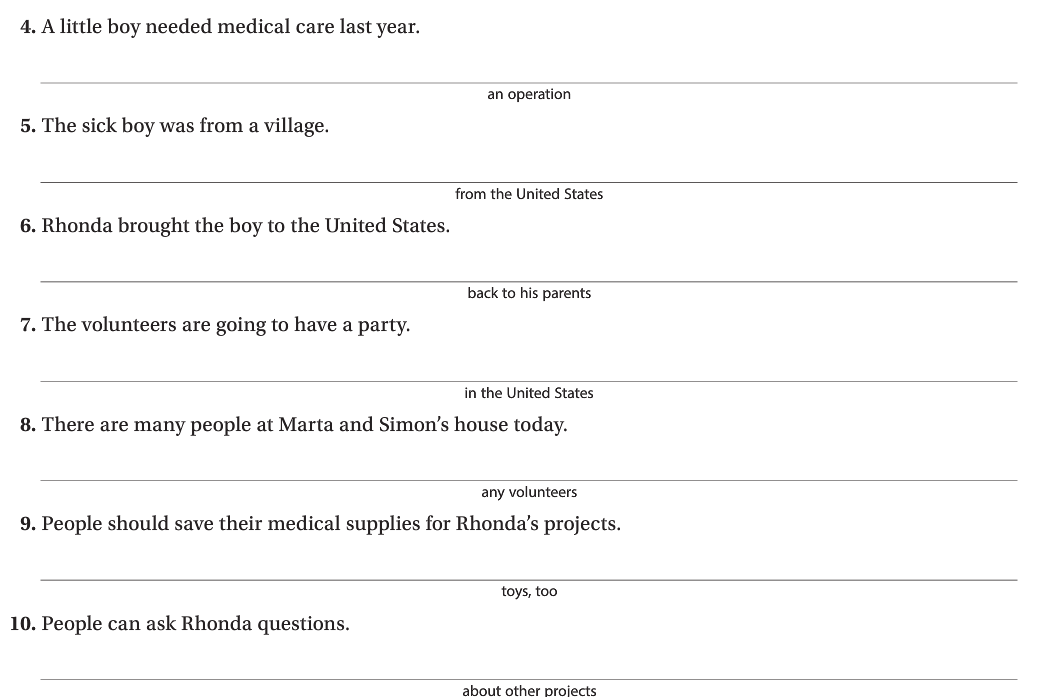 4. A little boy needed medical care last year.
an operation
5. The sick boy was from a village.
from the United States
6. Rhonda brought the boy to the United States.
back to his parents
7. The volunteers are going to have a party.
in the United States
8. There are many people at Marta and Simon’s house today.
any volunteers
9. People should save their medical supplies for Rhonda’s projects.
toys, too
10. People can ask Rhonda questions.
about other projects